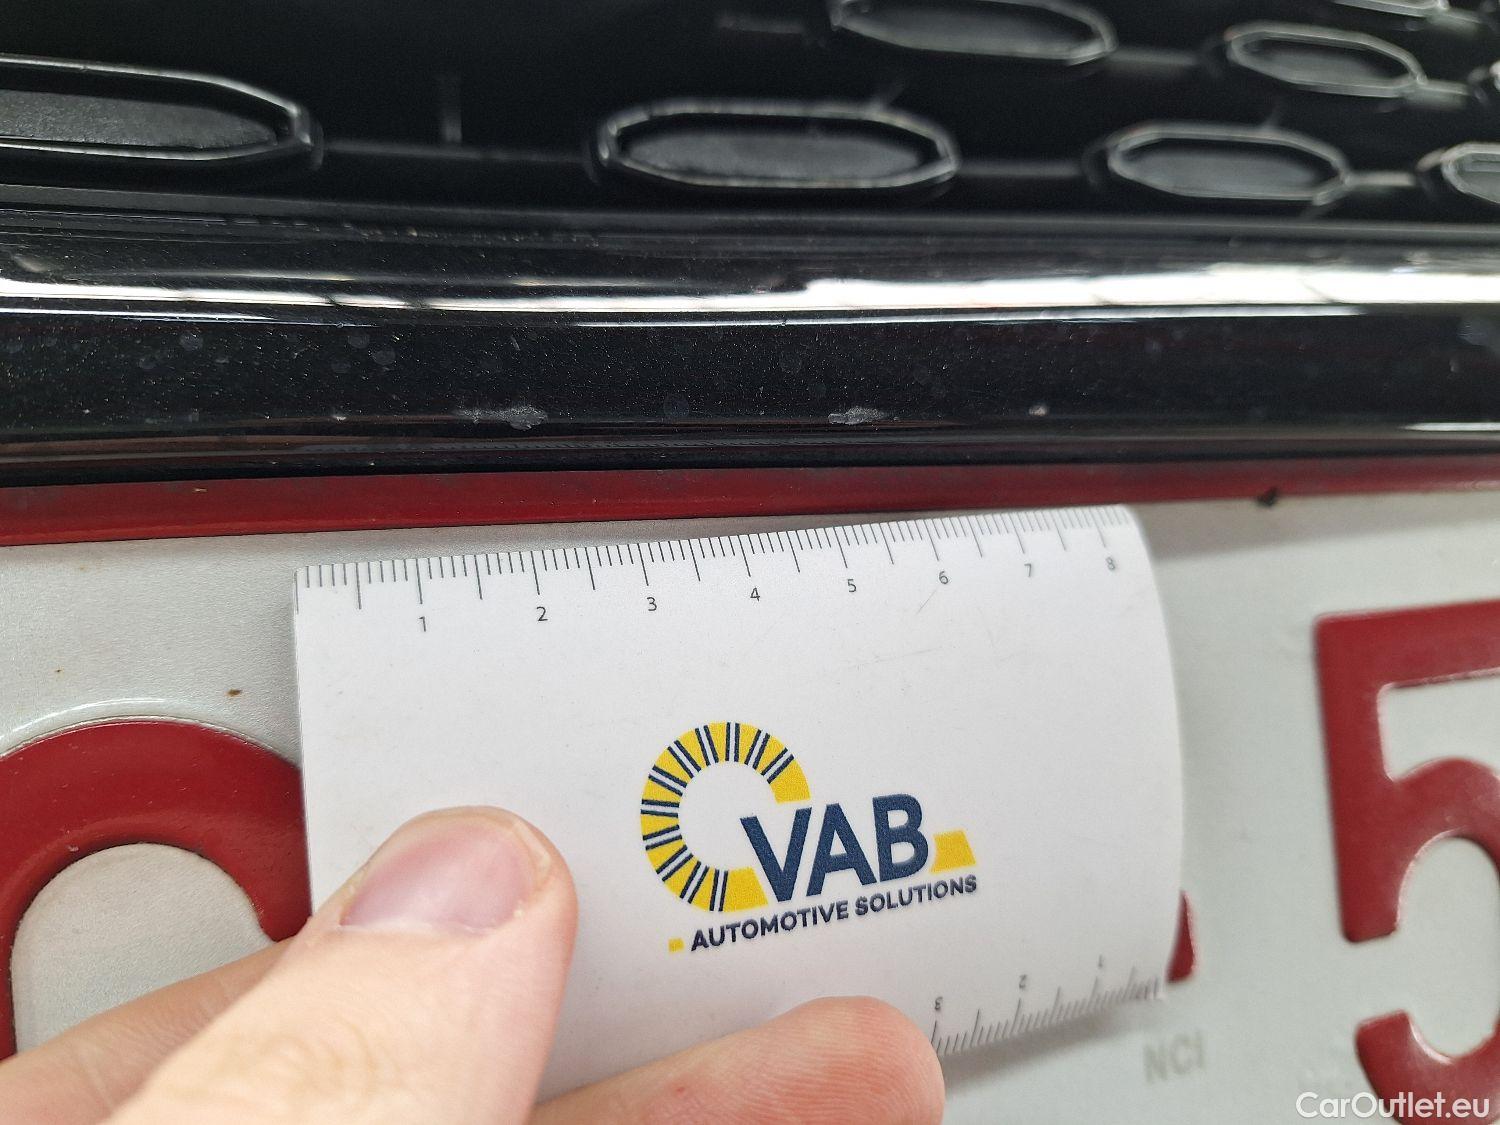 1 2 3 4 5 6 7 8
VAB
AUTOMOTIVE SOLUTIONS
5
3 2 1
NCI
CarOutlet.eu